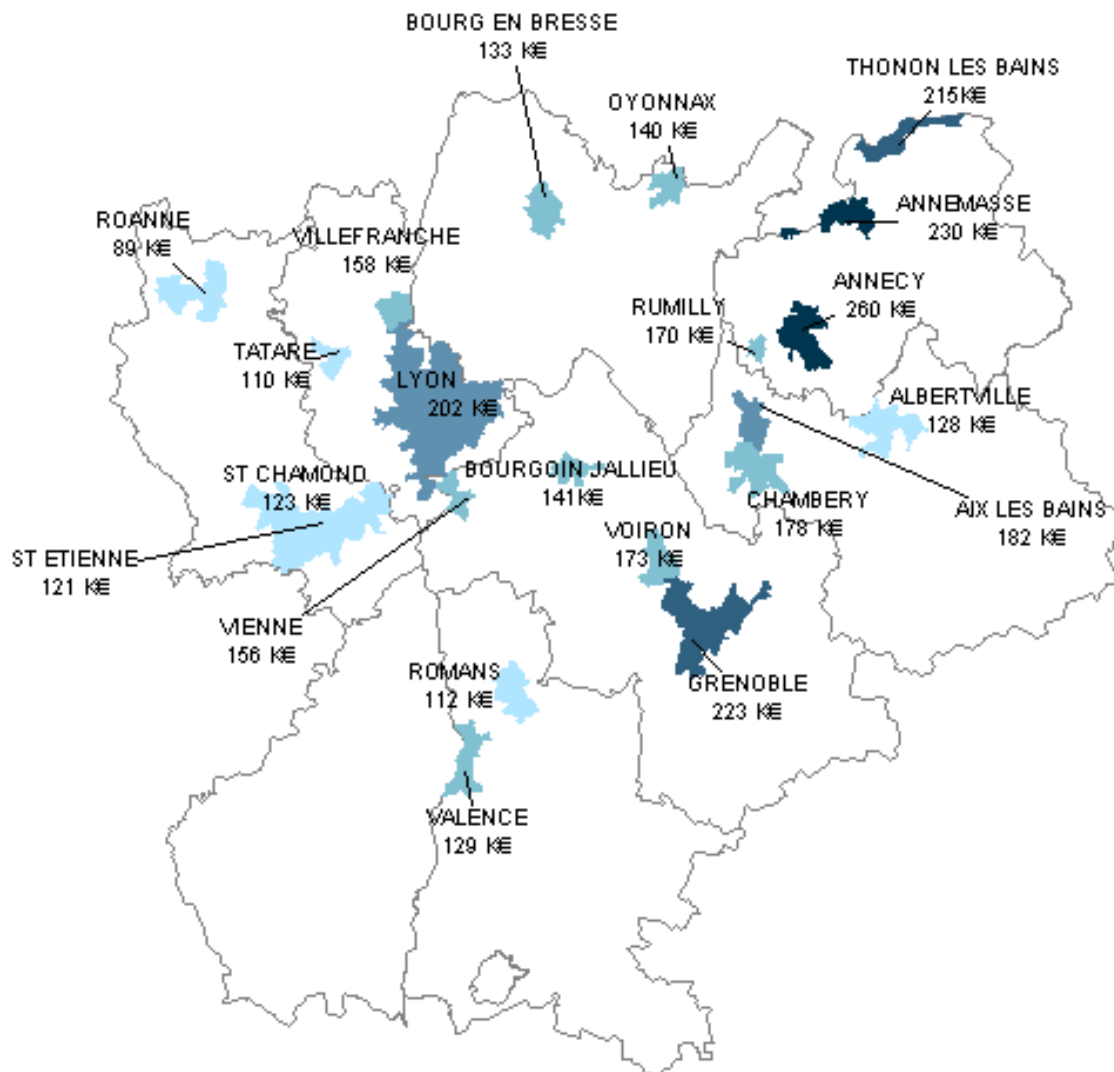 BOURG EN BRESSE
133 K€
THONON LES BAINS
215K€
OYONNAX
140 K€
ROANNE
89 K€
VILLEFRANCHE
158 K€
ANNEMASSE
230 K€
ANNECY
260 K€
RUMILLY
170 K€
TATARE
110 K€
LYON
202 K€
ALBERTVILLE
128 K€
ST CHAMOND
123 K€
BOURGOIN JALLIEU
141K€
CHAMBERY
178 K€
AIX LES BAINS
182 K€
VOIRON
173 K€
ST ETIENNE
121 K€
VIENNE
156 K€
ROMANS
112 K€
GRENOBLE
223 K€
VALENCE
129 K€